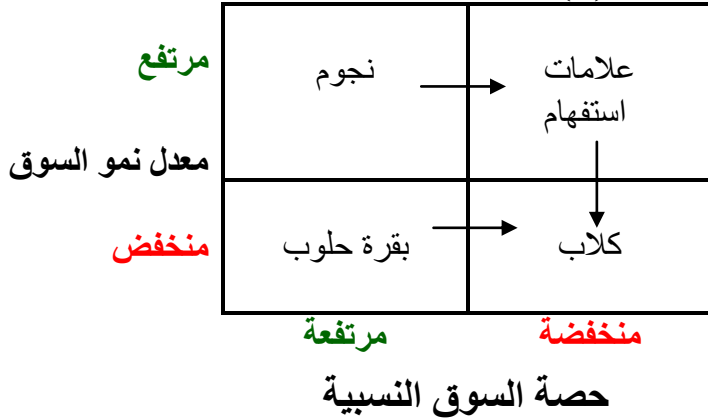 مرتفع
نجوم
علامات
استفهام
معدل نمو السوق
منخفض
بقرة حلوب
كلاب
مرتفعة
منخفضة
حصة السوق النسبية